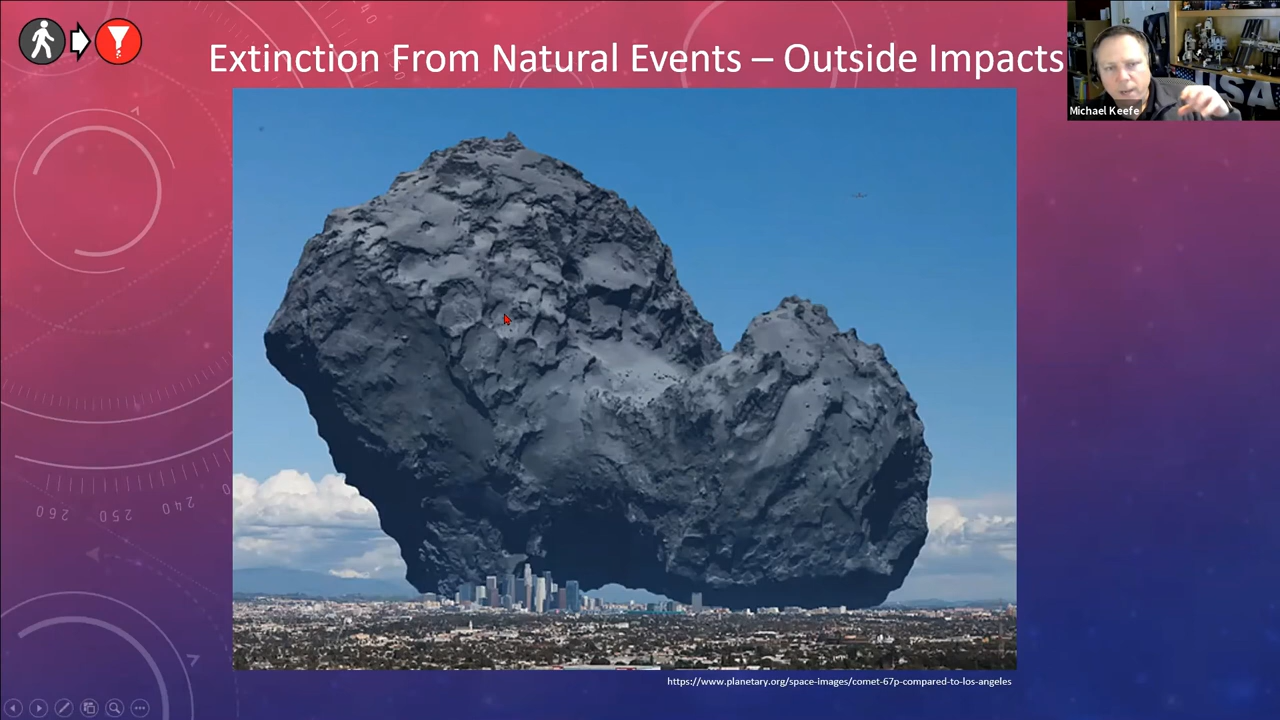 Extinction From Natural Events – Outside Impacts
USA
Michael Keefe
260
250
240
https://www.planetary.org/space-images/comet-67p-compared-to-los-angeles